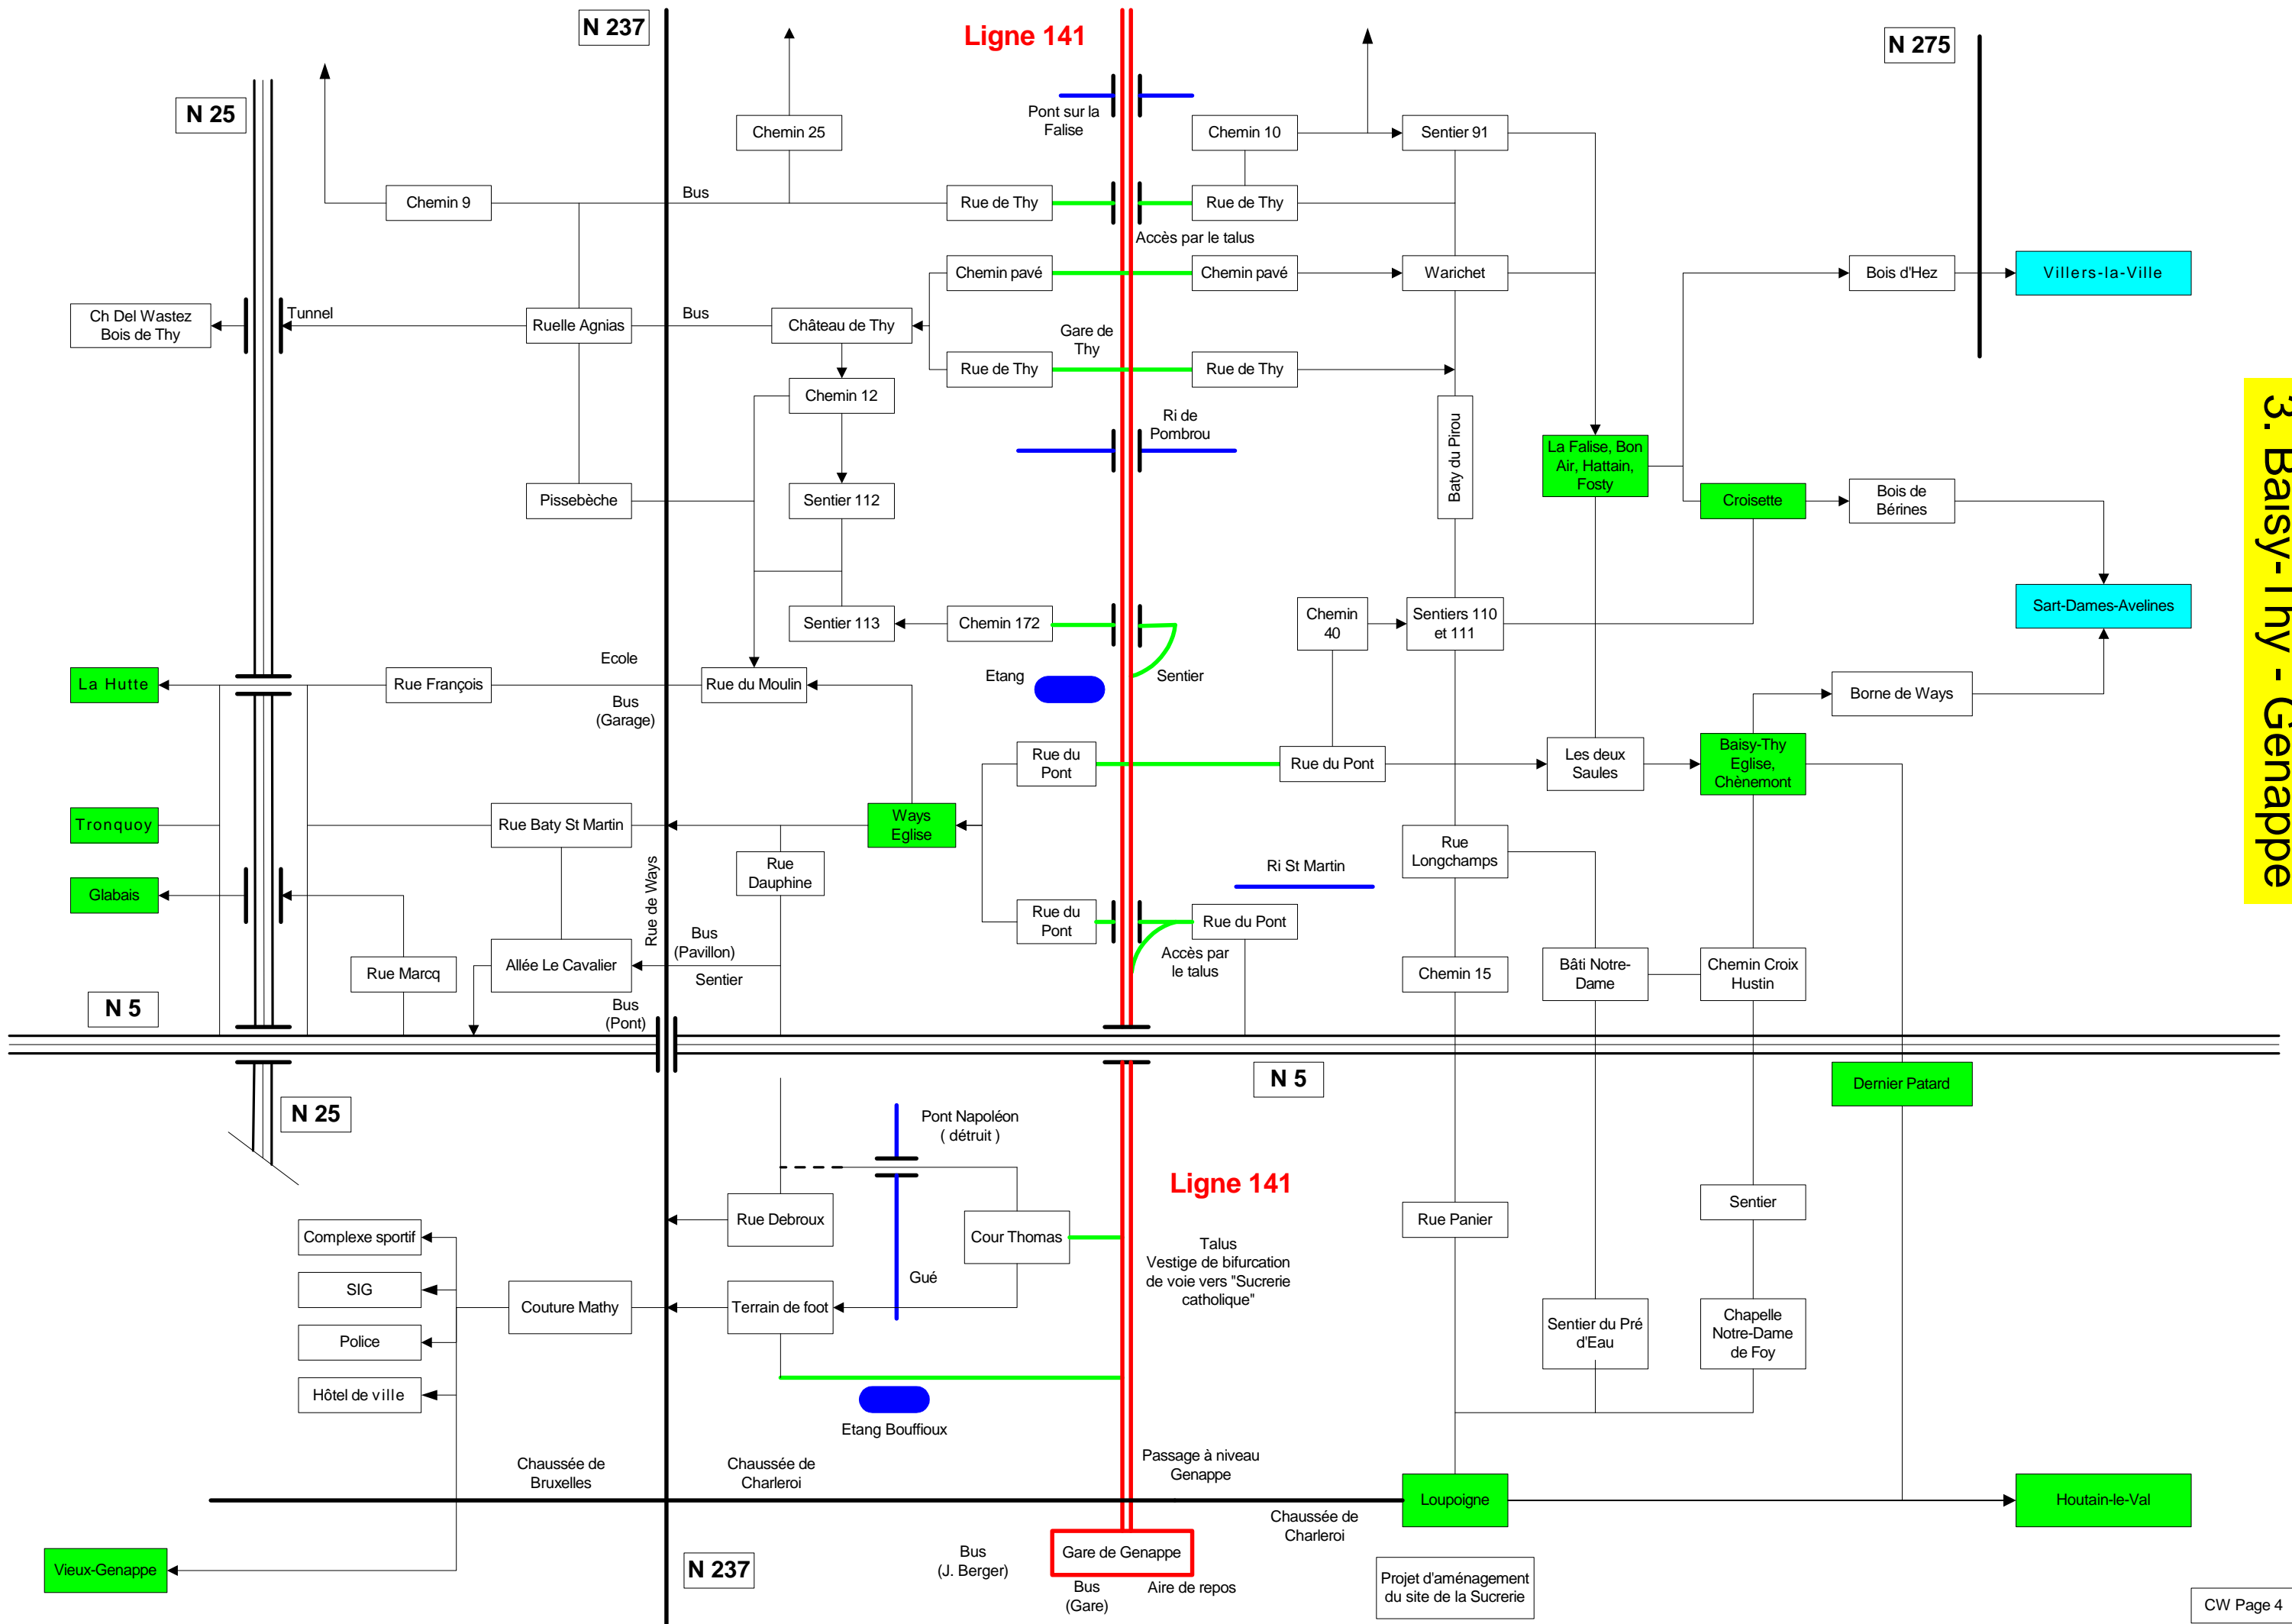 N 237
Ligne 141
N 275
N 25
Pont sur la
Falise
Chemin 25
Chemin 10
Sentier 91
Chemin 9
Bus
Rue de Thy
Rue de Thy
Accès par le talus
Chemin pavé
Chemin pavé
Warichet
Bois d'Hez
Villers-la-Ville
Ch Del Wastez
Bois de Thy
Tunnel
Ruelle Agnias
Bus
Château de Thy
Gare de
Thy
Rue de Thy
Rue de Thy
Chemin 12
Ri de
Pombrou
Baty du Pirou
La Falise, Bon
Air, Hattain,
Fosty
3. Baisy-Thy - Genappe
Pissebèche
Sentier 112
Croisette
Bois de
Bérines
Sentier 113
Chemin 172
Chemin
40
Sentiers 110
et 111
Sart-Dames-Avelines
Ecole
La Hutte
Rue François
Rue du Moulin
Etang
Sentier
Borne de Ways
Bus
(Garage)
Rue du
Pont
Rue du Pont
Les deux
Saules
Baisy-Thy
Eglise,
Chènemont
Tronquoy
Rue Baty St Martin
Ways
Eglise
Rue
Longchamps
Rue de Ways
Rue
Dauphine
Ri St Martin
Glabais
Rue du
Pont
Rue du Pont
Bus
(Pavillon)
Sentier
Accès par
le talus
Rue Marcq
Allée Le Cavalier
Chemin 15
Bâti Notre-
Dame
Chemin Croix
Hustin
N 5
Bus
(Pont)
N 5
Dernier Patard
N 25
Pont Napoléon
( détruit )
Ligne 141
Rue Debroux
Cour Thomas
Rue Panier
Sentier
Complexe sportif
Talus
Vestige de bifurcation
de voie vers "Sucrerie
catholique"
SIG
Gué
Couture Mathy
Terrain de foot
Sentier du Pré
d'Eau
Chapelle
Notre-Dame
de Foy
Police
Hôtel de ville
Etang Bouffioux
Chaussée de
Bruxelles
Chaussée de
Charleroi
Passage à niveau
Genappe
Loupoigne
Houtain-le-Val
Chaussée de
Charleroi
Vieux-Genappe
N 237
Bus
(J. Berger)
Gare de Genappe
Bus
(Gare)
Aire de repos
Projet d'aménagement
du site de la Sucrerie
CW Page 4